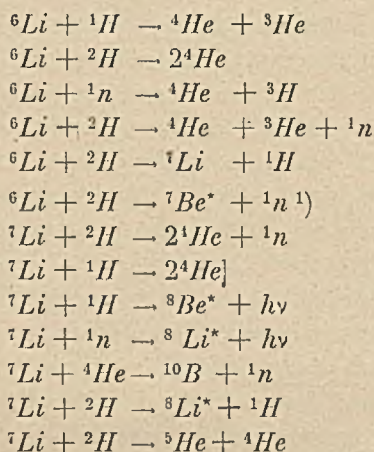 ⁶Li + ¹H → ⁴He + ³He
⁶Li + ²H → 2⁴He
⁶Li + ¹n → ⁴He + ³H
⁶Li + ²H → ⁴He + ³He + ¹n
⁶Li + ²H → ⁷Li + ¹H
⁶Li + ²H → ⁷Be* + ¹n ¹)
⁷Li + ²H → 2⁴He + ¹n
⁷Li + ¹H → 2⁴He]
⁷Li + ¹H → ⁸Be* + hν
⁷Li + ¹n → ⁸Li* + hν
⁷Li + ⁴He → ¹⁰B + ¹n
⁷Li + ²H → ⁸Li* + ¹H
⁷Li + ²H → ⁵He + ⁴He